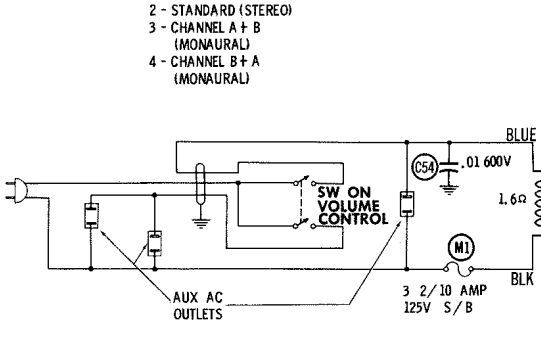 2 - STANDARD (STEREO)
3 - CHANNEL A + B
(MONAURAL)
4 - CHANNEL B + A
(MONAURAL)
BLUE
C54
.01 600V
SW ON
VOLUME
CONTROL
1.6Ω
M1
BLK
AUX AC
OUTLETS
3 2/10 AMP
125V S/B